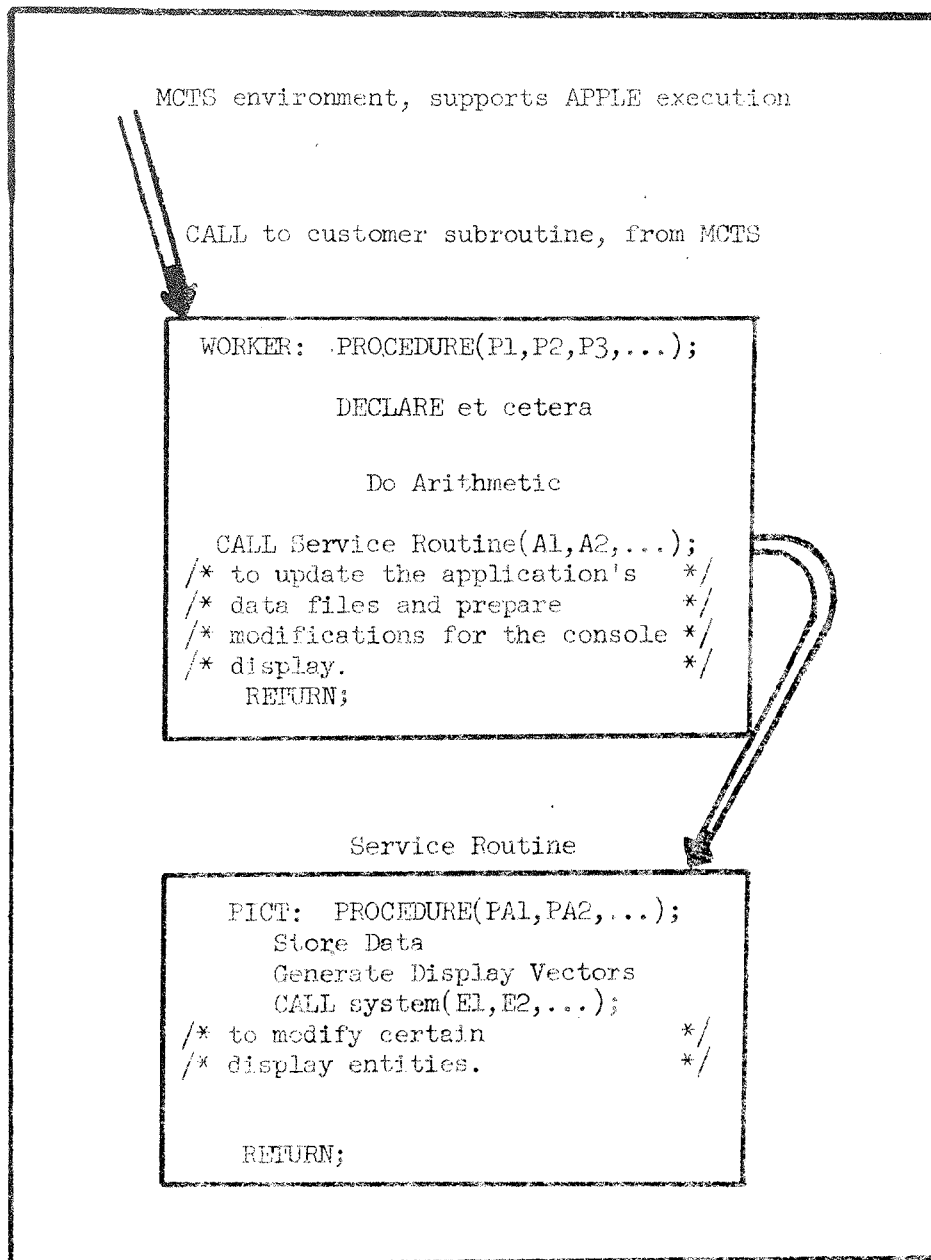 MCTS environment, supports APPLE execution
CALL to customer subroutine, from MCTS
WORKER: PROCEDURE(P1,P2,P3,...);
DECLARE et cetera
Do Arithmetic
CALL Service Routine(A1,A2,...);
/* to update the application's */
/* data files and prepare */
/* modifications for the console */
/* display. */
RETURN;
Service Routine
PICT: PROCEDURE(PA1,PA2,...);
Store Data
Generate Display Vectors
CALL system(E1,E2,...);
/* to modify certain */
/* display entities. */
RETURN;